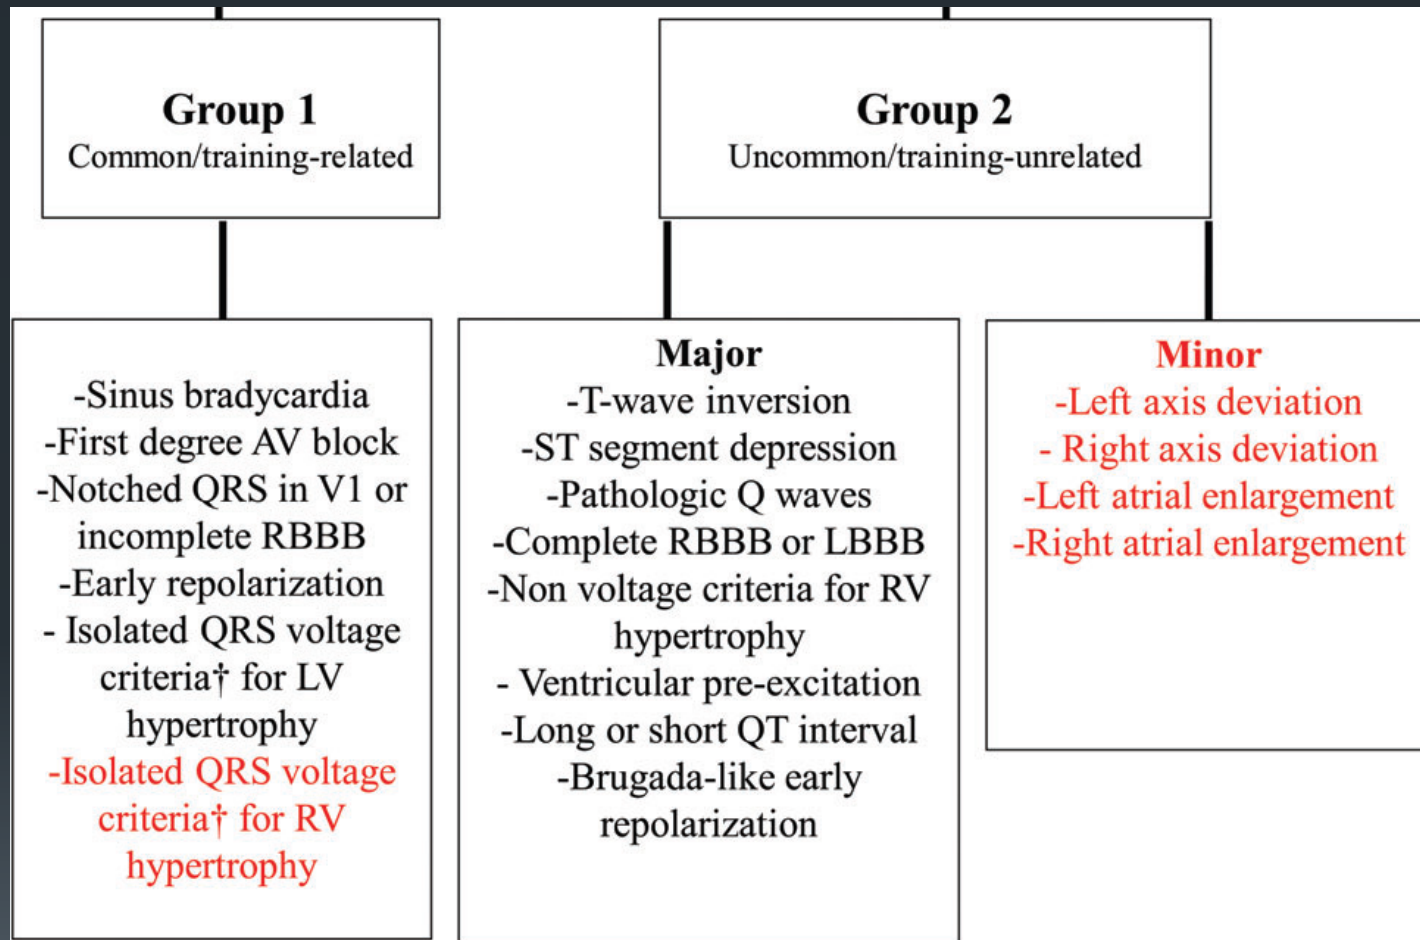 Group 1
Common/training-related
Group 2
Uncommon/training-unrelated
-Sinus bradycardia
-First degree AV block
-Notched QRS in V1 or
incomplete RBBB
-Early repolarization
- Isolated QRS voltage
criteria† for LV
hypertrophy
-Isolated QRS voltage
criteria† for RV
hypertrophy
Major
-T-wave inversion
-ST segment depression
-Pathologic Q waves
-Complete RBBB or LBBB
-Non voltage criteria for RV
hypertrophy
- Ventricular pre-excitation
-Long or short QT interval
-Brugada-like early
repolarization
Minor
-Left axis deviation
- Right axis deviation
-Left atrial enlargement
-Right atrial enlargement